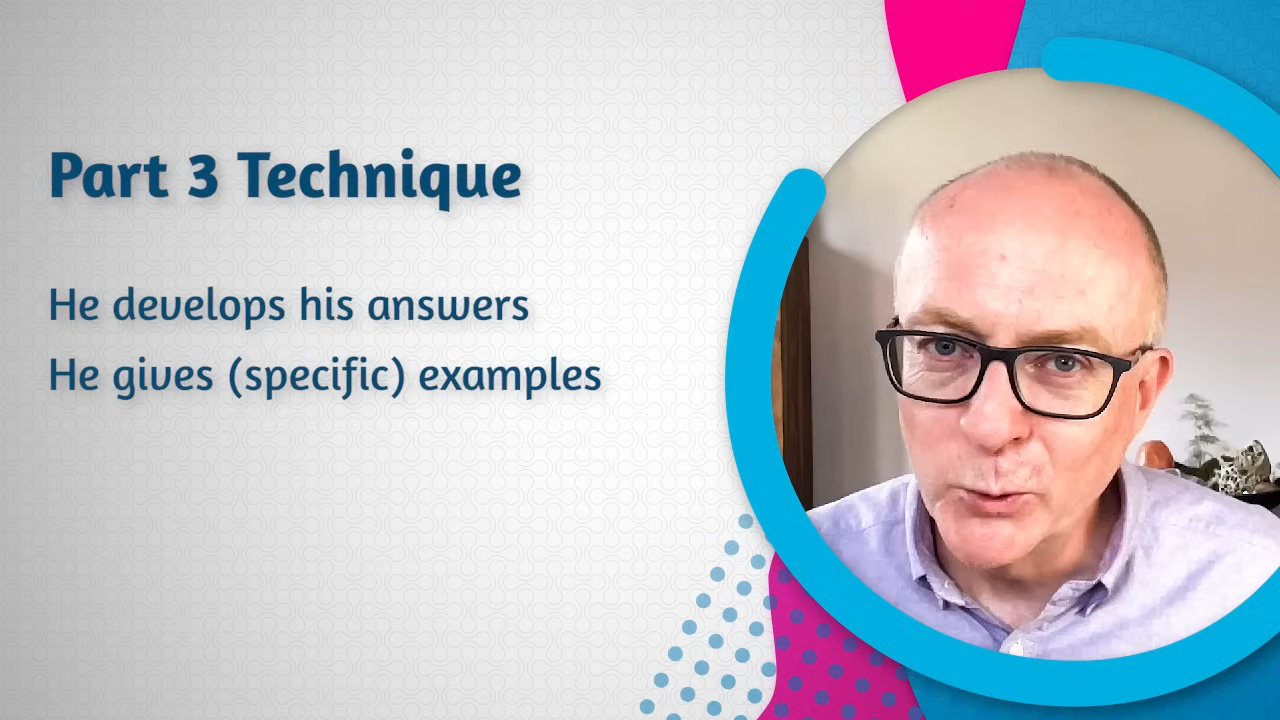 Part 3 Technique
He develops his answers
He gives (specific) examples